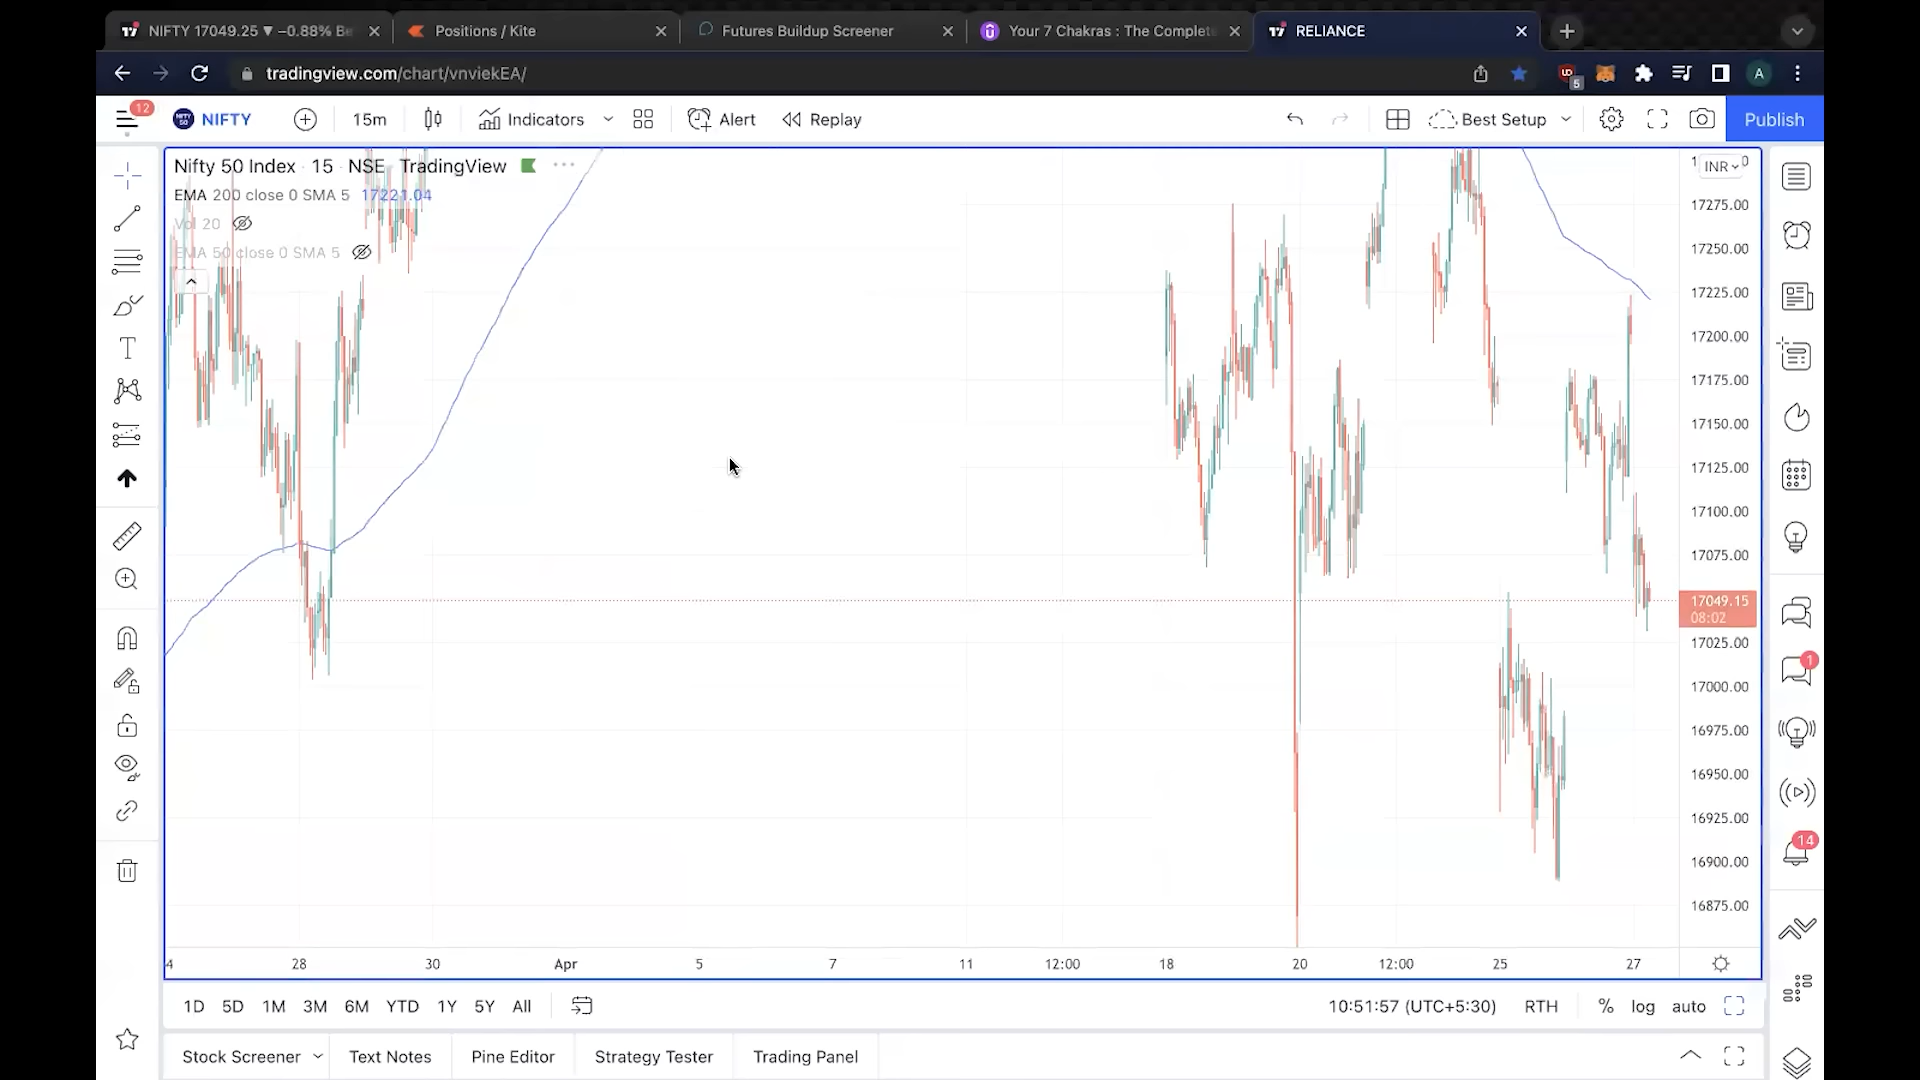 NIFTY 17049.25 ▼ −0.88% Be
Positions / Kite
Futures Buildup Screener
Your 7 Chakras : The Complete
RELIANCE
tradingview.com/chart/vnviekEA/
5
A
12
NIFTY
15m
Indicators
Alert
Replay
Best Setup
Publish
Nifty 50 Index · 15 · NSE TradingView
INR
EMA 200 close 0 SMA 5 17221.04
Vol 20
EMA 50 close 0 SMA 5
17275.00
17250.00
17225.00
17200.00
17175.00
17150.00
17125.00
17100.00
17075.00
17049.15
08:02
17025.00
17000.00
16975.00
16950.00
16925.00
16900.00
16875.00
1
14
4 28 30 Apr 5 7 11 12:00 18 20 12:00 25 27
1D 5D 1M 3M 6M YTD 1Y 5Y All
10:51:57 (UTC+5:30) RTH % log auto
Stock Screener Text Notes Pine Editor Strategy Tester Trading Panel